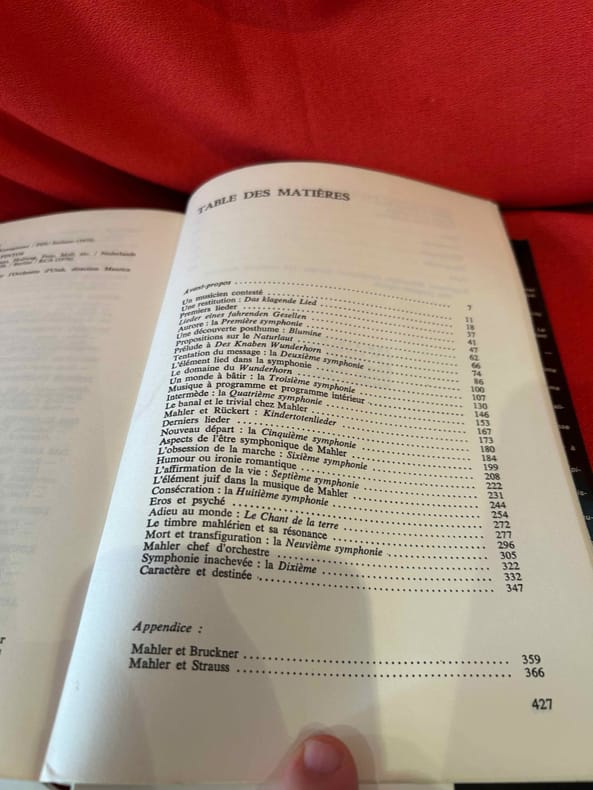 (1975).
Nederlands
l'Orchestre d'Utah, direction Maurice
TABLE DES MATIÈRES
Avant-propos ........ 7
Un musicien contesté ........ 11
Une restitution : Das klagende Lied ........ 18
Premiers lieder ........ 37
Lieder eines fahrenden Gesellen ........ 41
Aurore : la Première symphonie ........ 47
Une découverte posthume : Blumine ........ 62
Propositions sur le Naturlaut ........ 66
Prélude à Des Knaben Wunderhorn ........ 74
Tentation du message : la Deuxième symphonie ........ 86
L'élément lied dans la symphonie ........ 100
Le domaine du Wunderhorn ........ 107
Un monde à bâtir : la Troisième symphonie ........ 130
Musique à programme et programme intérieur ........ 146
Intermède : la Quatrième symphonie ........ 153
Le banal et le trivial chez Mahler ........ 167
Mahler et Rückert : Kindertotenlieder ........ 173
Derniers lieder ........ 180
Nouveau départ : la Cinquième symphonie ........ 184
Aspects de l'être symphonique de Mahler ........ 199
L'obsession de la marche : Sixième symphonie ........ 208
Humour ou ironie romantique ........ 222
L'affirmation de la vie : Septième symphonie ........ 231
L'élément juif dans la musique de Mahler ........ 244
Consécration : la Huitième symphonie ........ 254
Eros et psyché ........ 272
Adieu au monde : Le Chant de la terre ........ 277
Le timbre mahlérien et sa résonance ........ 296
Mort et transfiguration : la Neuvième symphonie ........ 305
Mahler chef d'orchestre ........ 322
Symphonie inachevée : la Dixième ........ 332
Caractère et destinée ........ 347
Appendice :
Mahler et Bruckner ........ 359
Mahler et Strauss ........ 366
427